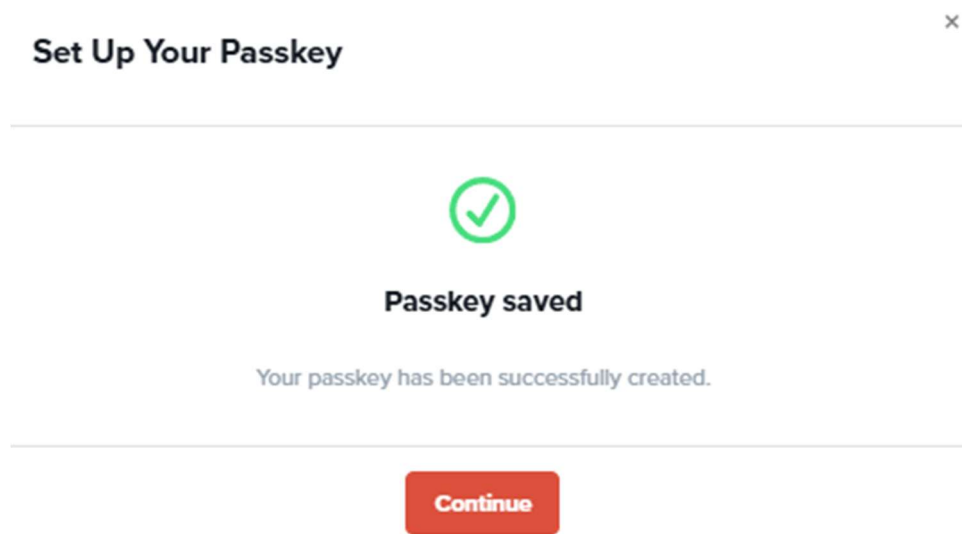 Set Up Your Passkey
Passkey saved
Your passkey has been successfully created.
Continue